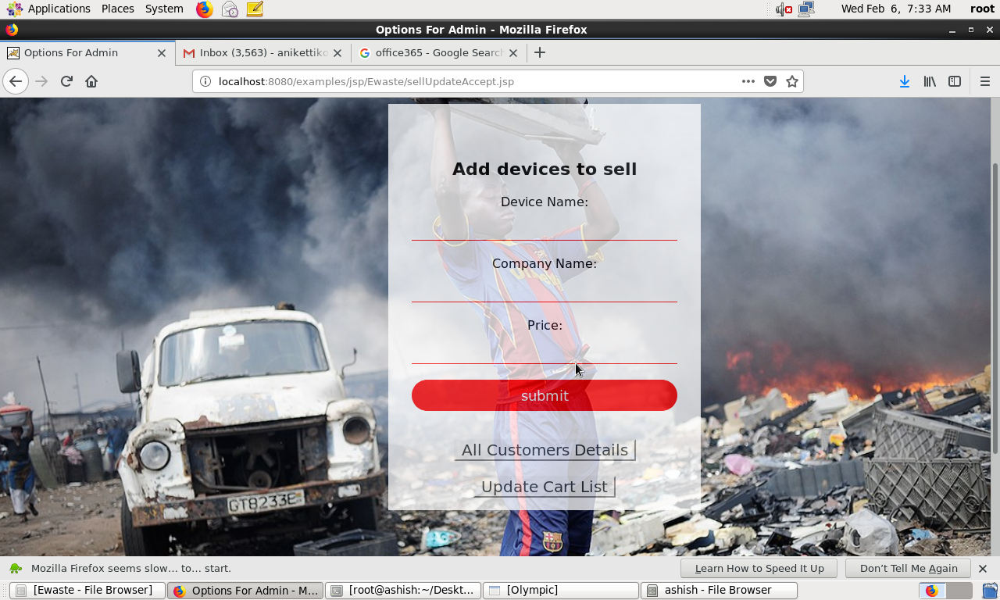 Applications Places System
Wed Feb 6, 7:33 AM root
Options For Admin - Mozilla Firefox
Options For Admin
Inbox (3,563) - anikettiko
office365 - Google Search
localhost:8080/examples/jsp/Ewaste/sellUpdateAccept.jsp
Add devices to sell
Device Name:
Company Name:
Price:
submit
All Customers Details
Update Cart List
GT8233E
Mozilla Firefox seems slow… to… start.
Learn How to Speed It Up
Don’t Tell Me Again
[Ewaste - File Browser]
Options For Admin - M...
[root@ashish:~/Deskt...
[Olympic]
ashish - File Browser